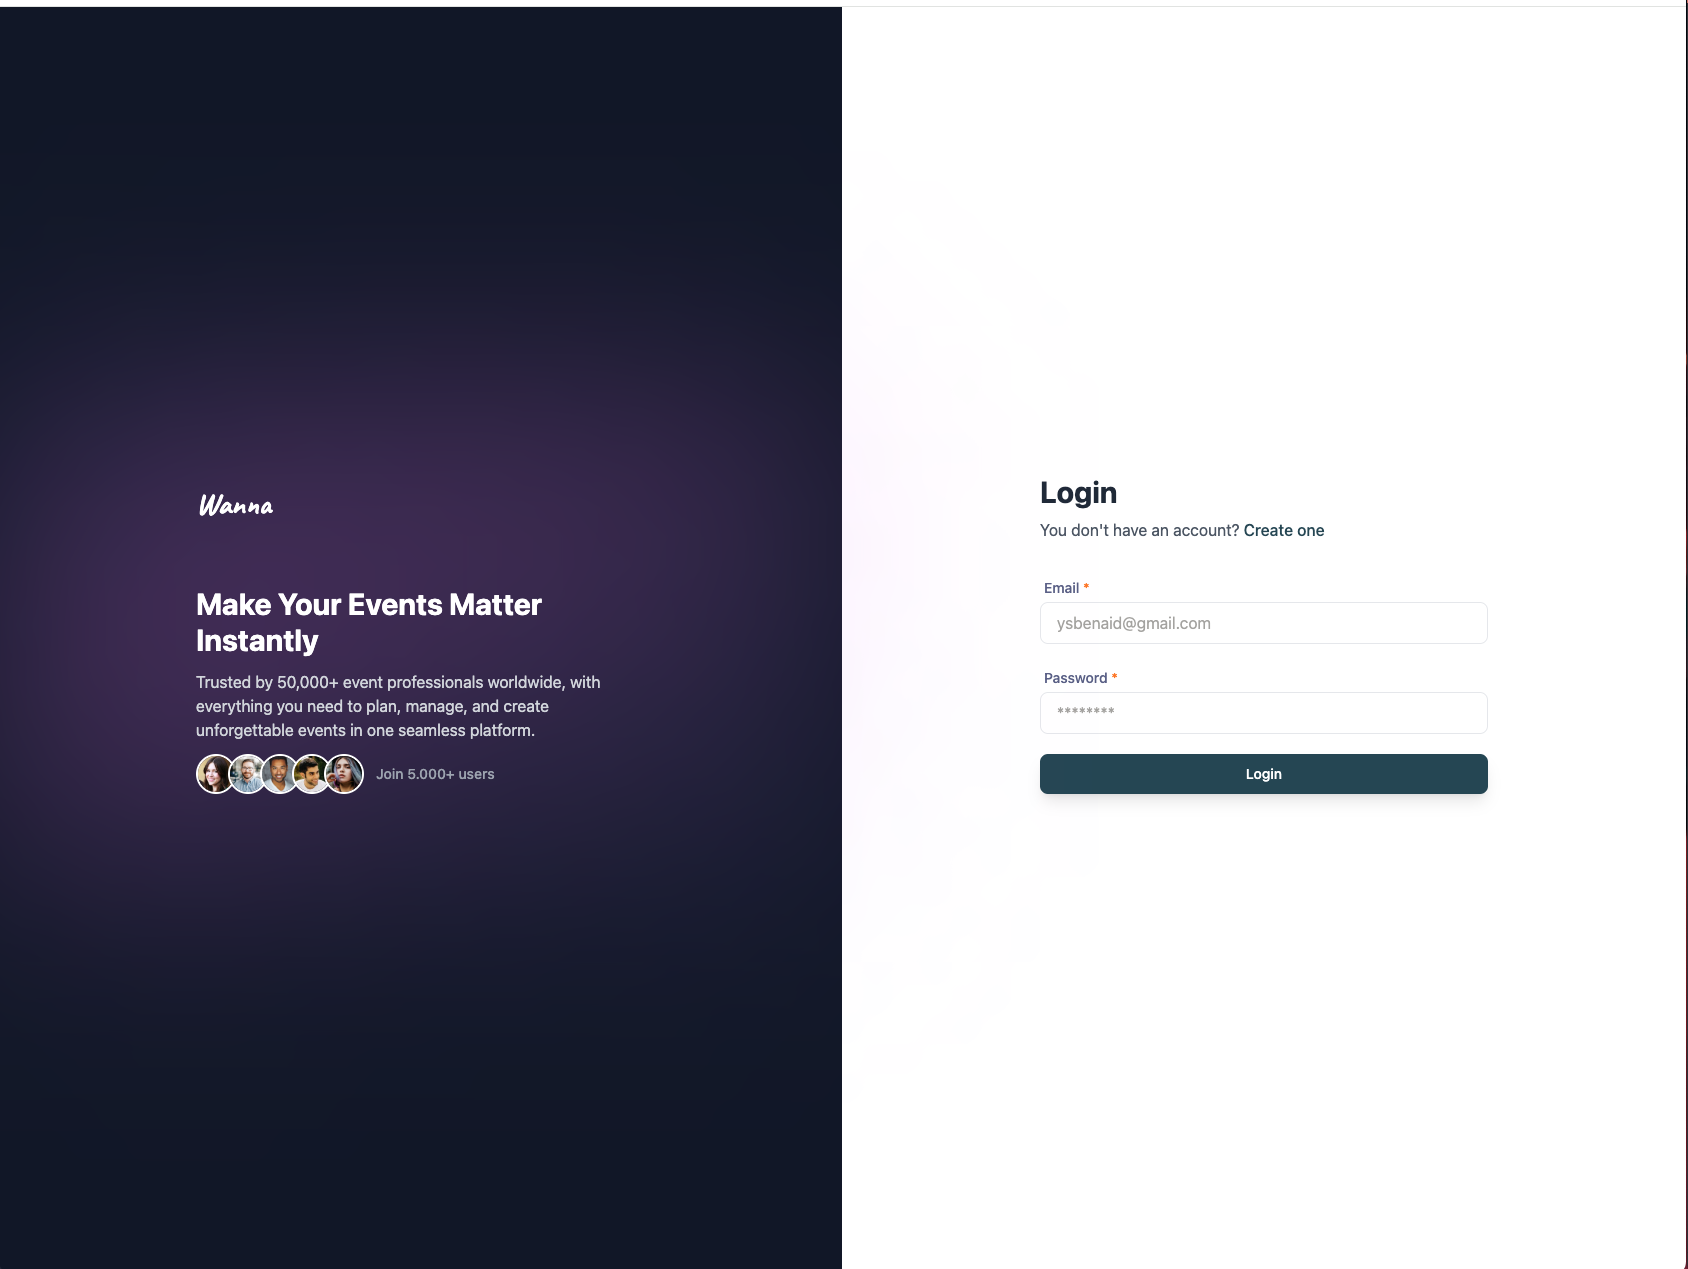 Wanna
Make Your Events Matter
Instantly
Trusted by 50,000+ event professionals worldwide, with
everything you need to plan, manage, and create
unforgettable events in one seamless platform.
Join 5.000+ users
Login
You don't have an account? Create one
Email *
ysbenaid@gmail.com
Password *
********
Login